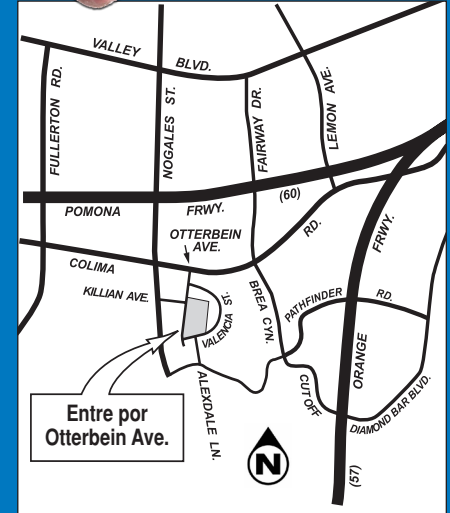 VALLEY BLVD.
FULLERTON RD.
NOGALES ST.
FAIRWAY DR.
LEMON AVE.
(60)
POMONA FRWY.
OTTERBEIN
AVE.
RD.
FRWY.
COLIMA
KILLIAN AVE.
VALENCIA ST.
BREA CYN.
PATHFINDER RD.
ORANGE
ALEXDALE LN.
CUT OFF
DIAMOND BAR BLVD.
Entre por
Otterbein Ave.
N
(57)